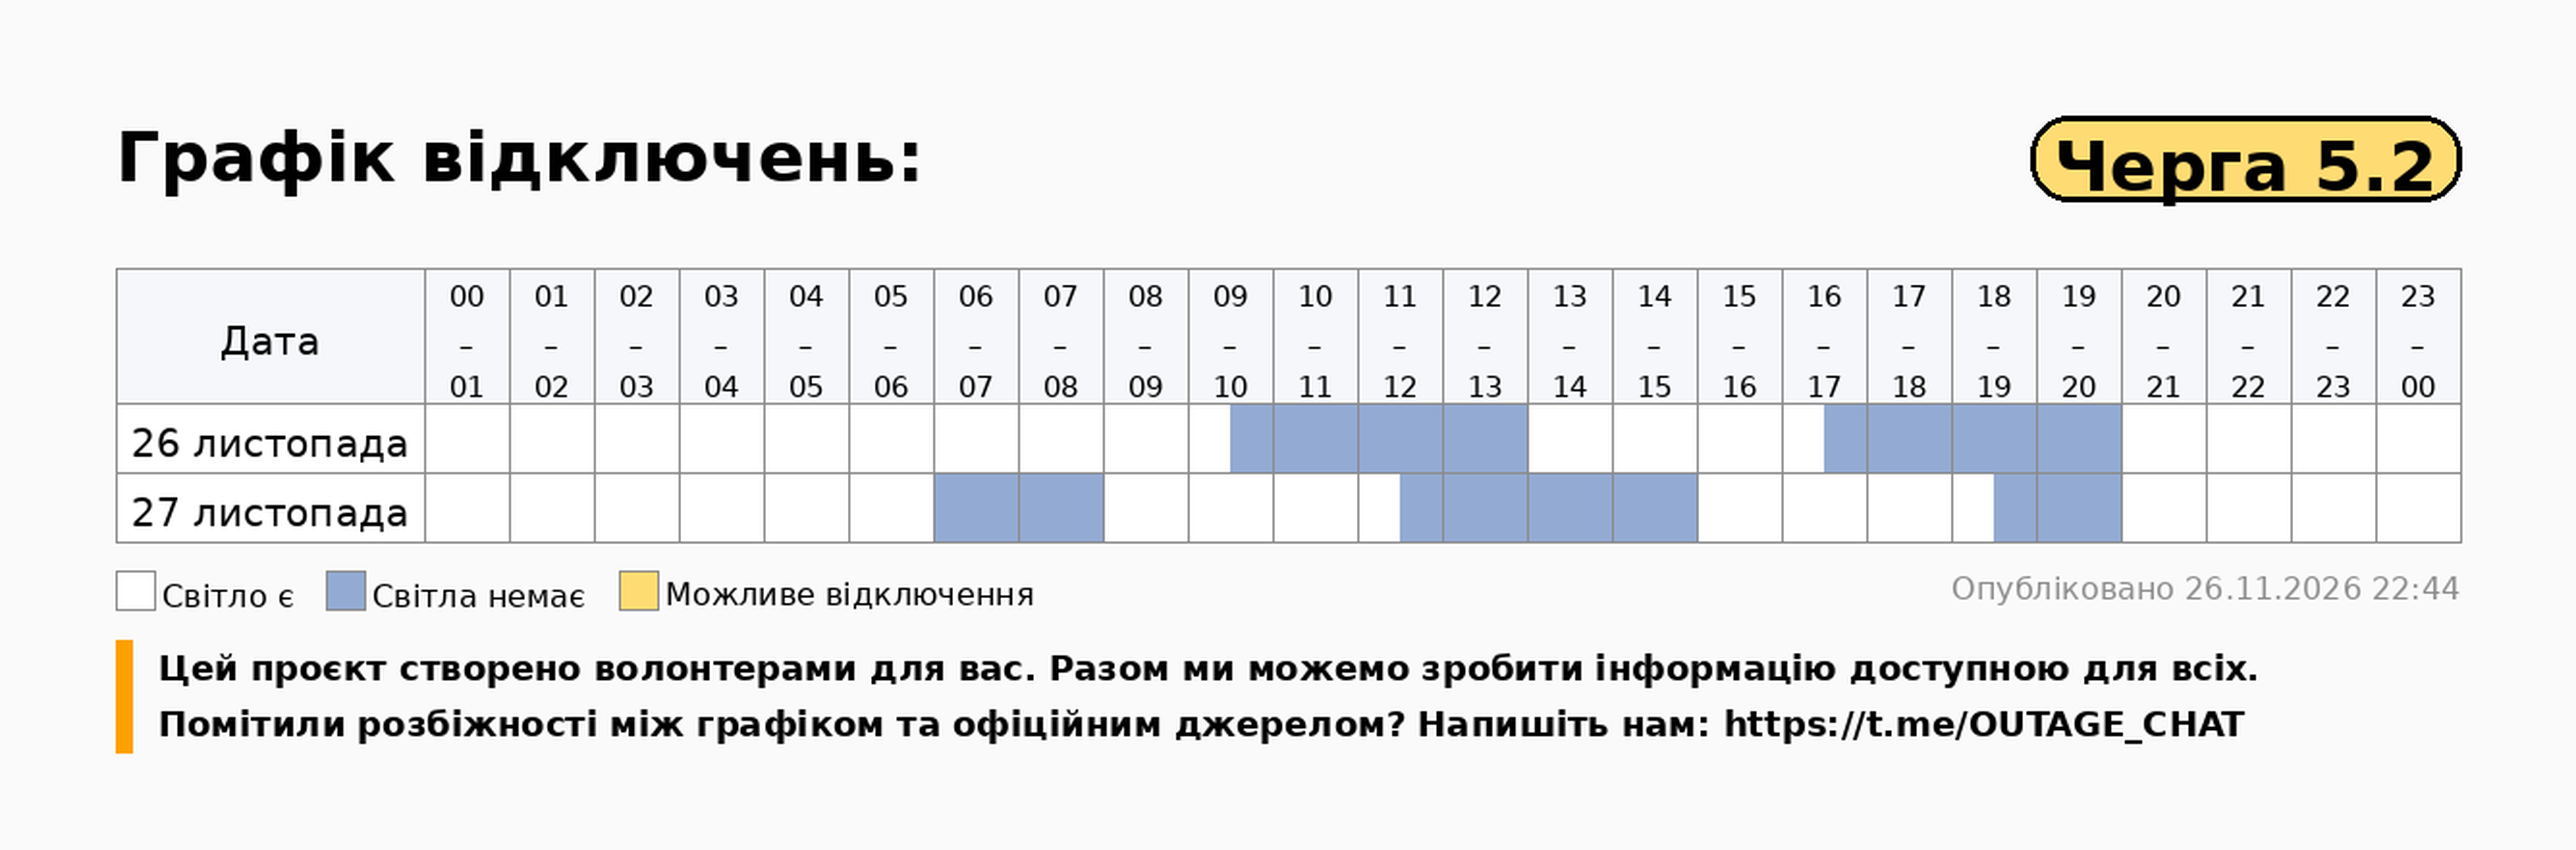 Графік відключень:
Черга 5.2
Дата
00 – 01
01 – 02
02 – 03
03 – 04
04 – 05
05 – 06
06 – 07
07 – 08
08 – 09
09 – 10
10 – 11
11 – 12
12 – 13
13 – 14
14 – 15
15 – 16
16 – 17
17 – 18
18 – 19
19 – 20
20 – 21
21 – 22
22 – 23
23 – 00
26 листопада
27 листопада
Світло є
Світла немає
Можливе відключення
Опубліковано 26.11.2026 22:44
Цей проєкт створено волонтерами для вас. Разом ми можемо зробити інформацію доступною для всіх.
Помітили розбіжності між графіком та офіційним джерелом? Напишіть нам: https://t.me/OUTAGE_CHAT